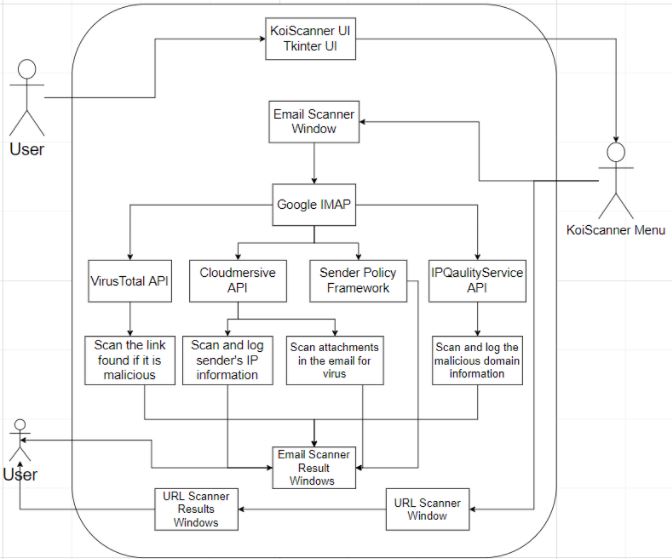 KoiScanner UI
Tkinter UI
User
Email Scanner
Window
KoiScanner Menu
Google IMAP
VirusTotal API
Cloudmersive
API
Sender Policy
Framework
IPQaulityService
API
Scan the link
found if it is
malicious
Scan and log
sender's IP
information
Scan attachments
in the email for
virus
Scan and log the
malicious domain
information
User
Email Scanner
Result
Windows
URL Scanner
Results
Windows
URL Scanner
Window